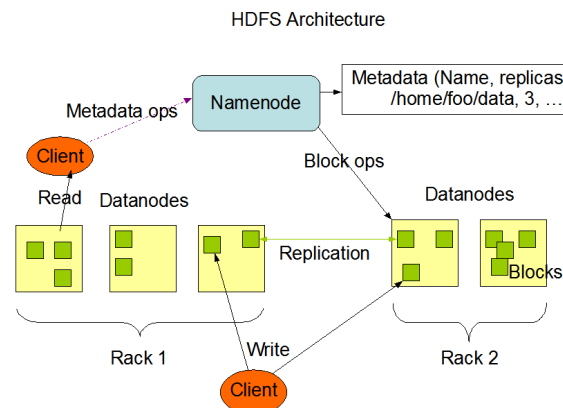 HDFS Architecture
Metadata (Name, replicas
/home/foo/data, 3, ...
Namenode
Metadata ops
Client
Block ops
Read
Datanodes
Datanodes
Replication
Blocks
Rack 1
Write
Rack 2
Client